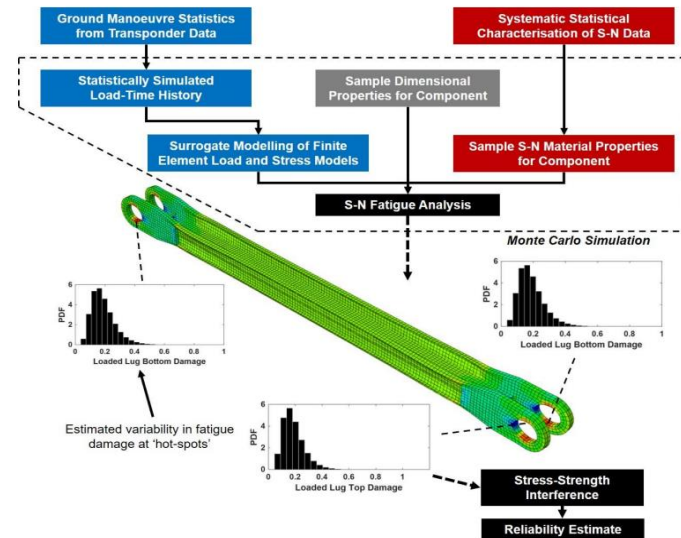 Ground Manoeuvre Statistics
from Transponder Data
Systematic Statistical
Characterisation of S-N Data
Statistically Simulated
Load-Time History
Sample Dimensional
Properties for Component
Surrogate Modelling of Finite
Element Load and Stress Models
Sample S-N Material Properties
for Component
S-N Fatigue Analysis
Monte Carlo Simulation
6
4
2
0
PDF
0
0.2
0.4
0.6
0.8
1
Loaded Lug Bottom Damage
6
4
2
0
PDF
0
0.2
0.4
0.6
0.8
1
Loaded Lug Bottom Damage
Estimated variability in fatigue
damage at ‘hot-spots’
6
4
2
0
PDF
0
0.2
0.4
0.6
0.8
1
Loaded Lug Top Damage
Stress-Strength
Interference
Reliability Estimate